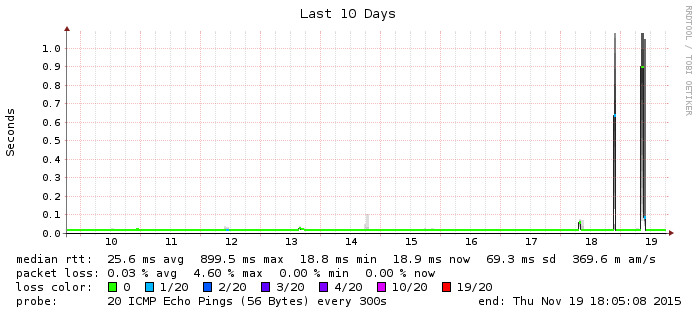 Last 10 Days
RRDTOOL / TOBI OETIKER
Seconds
1.0
0.9
0.8
0.7
0.6
0.5
0.4
0.3
0.2
0.1
0.0
10 11 12 13 14 15 16 17 18 19
median rtt: 25.6 ms avg 899.5 ms max 18.8 ms min 18.9 ms now 69.3 ms sd 369.6 m am/s
packet loss: 0.03 % avg 4.60 % max 0.00 % min 0.00 % now
loss color: 0 1/20 2/20 3/20 4/20 10/20 19/20
probe: 20 ICMP Echo Pings (56 Bytes) every 300s end: Thu Nov 19 18:05:08 2015